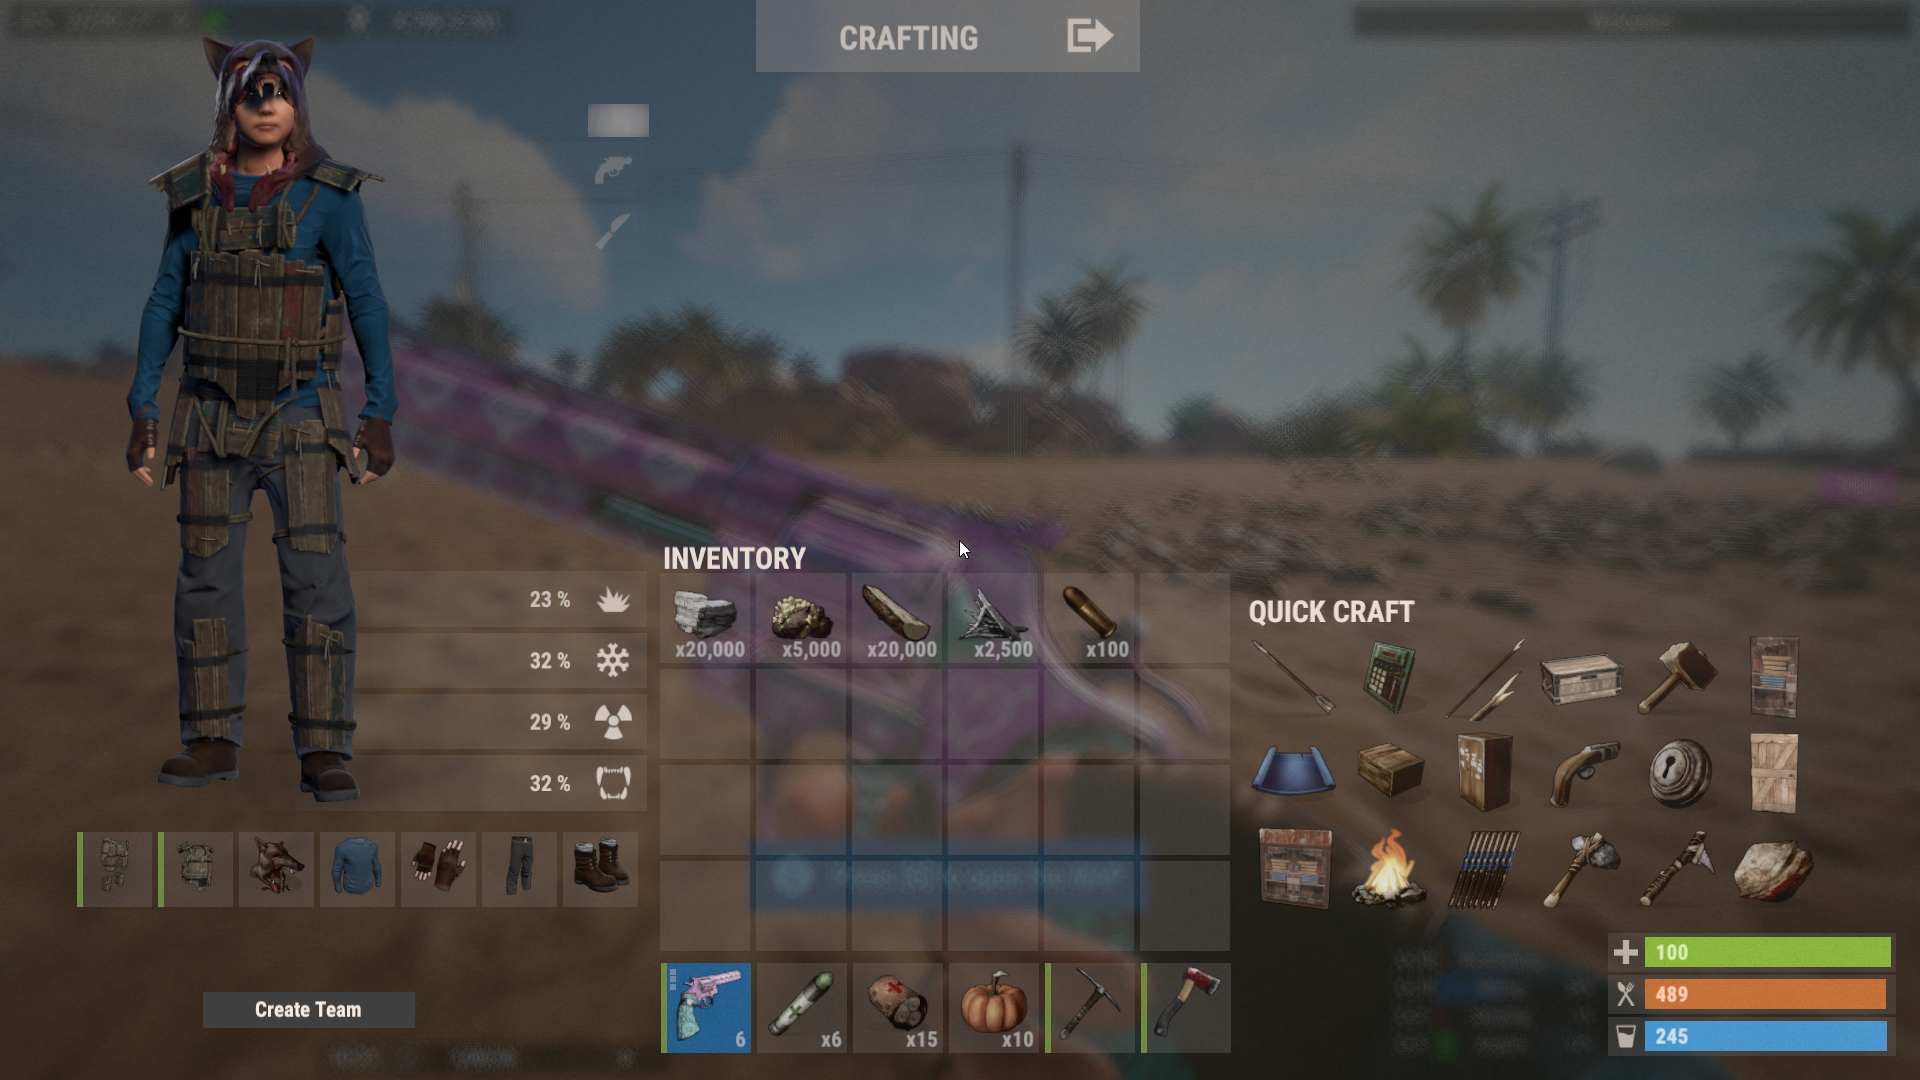 CRAFTING
INVENTORY
23 %
32 %
29 %
32 %
x20,000
x5,000
x20,000
x2,500
x100
QUICK CRAFT
Create Team
6
x6
x15
x10
100
489
245